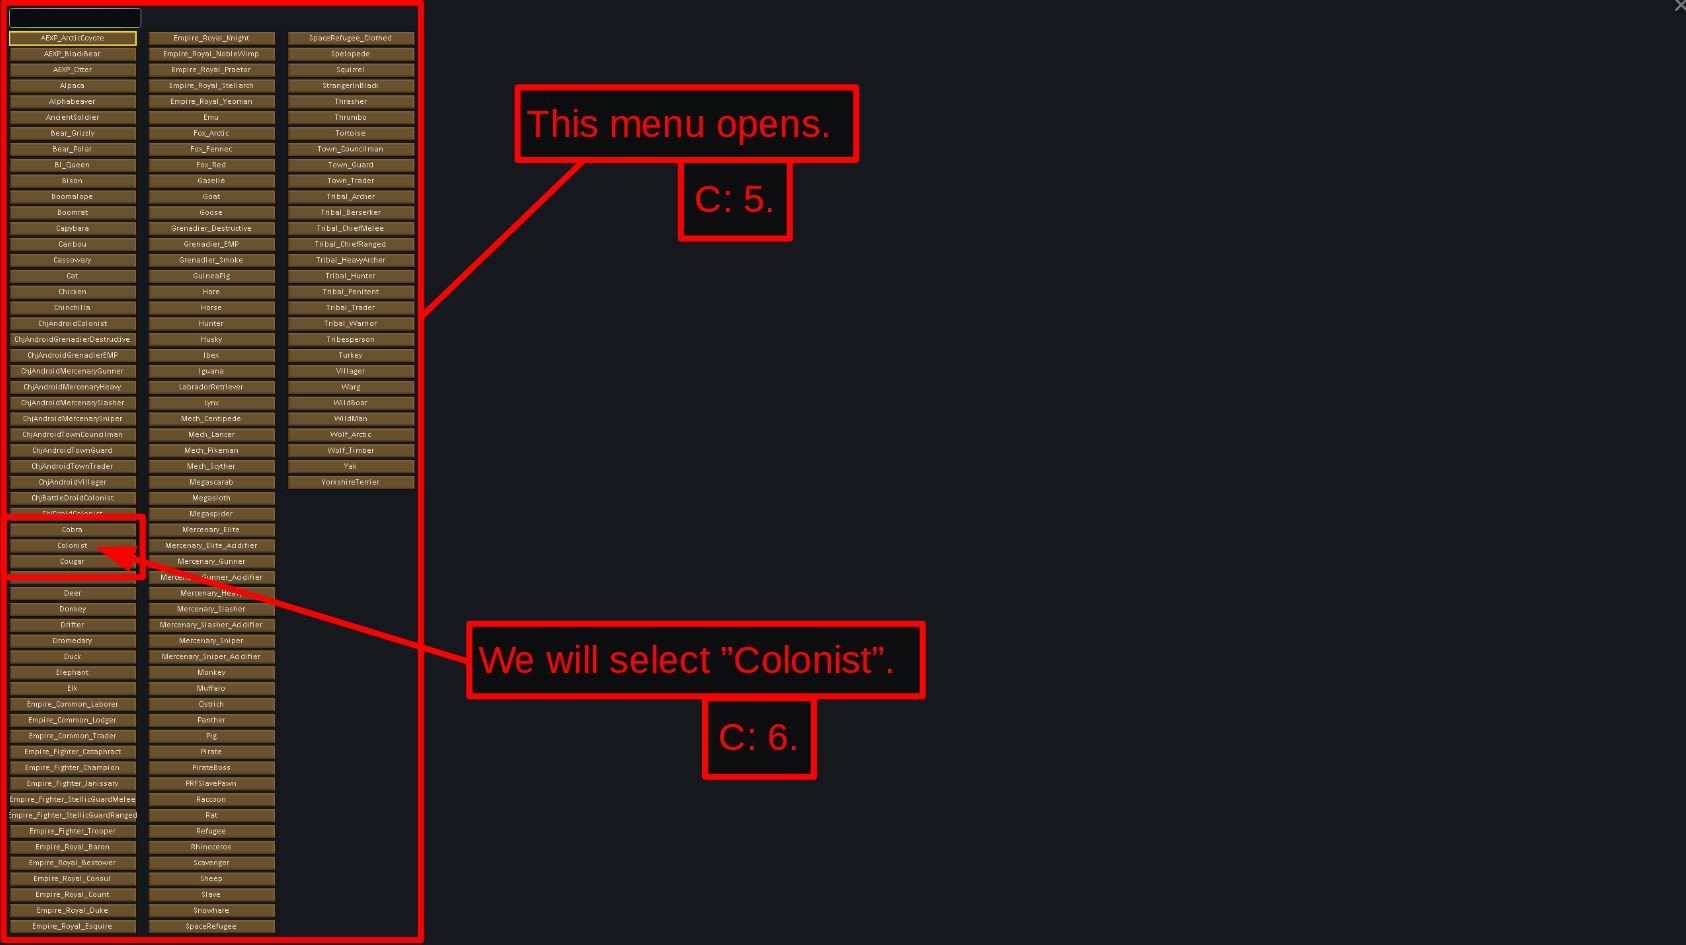 AEXP_ArcticCoyote
AEXP_BlackBear
AEXP_Otter
Alpaca
Alphabeaver
AncientSoldier
Bear_Grizzly
Bear_Polar
BI_Queen
Bison
Boomalope
Boomrat
Capybara
Caribou
Cassowary
Cat
Chicken
Chinchilla
ChjAndroidColonist
ChjAndroidGrenadierDestructive
ChjAndroidGrenadierEMP
ChjAndroidMercenaryGunner
ChjAndroidMercenaryHeavy
ChjAndroidMercenarySlasher
ChjAndroidMercenarySniper
ChjAndroidTownCouncilman
ChjAndroidTownGuard
ChjAndroidTownTrader
ChjAndroidVillager
ChjBattleDroidColonist
ChjDroidColonist
Cobra
Colonist
Cougar
Deer
Donkey
Drifter
Dromedary
Duck
Elephant
Elk
Empire_Common_Laborer
Empire_Common_Lodger
Empire_Common_Trader
Empire_Fighter_Cataphract
Empire_Fighter_Champion
Empire_Fighter_Janissary
Empire_Fighter_StellicGuardMelee
Empire_Fighter_StellicGuardRanged
Empire_Fighter_Trooper
Empire_Royal_Baron
Empire_Royal_Bestower
Empire_Royal_Consul
Empire_Royal_Count
Empire_Royal_Duke
Empire_Royal_Esquire
Empire_Royal_Knight
Empire_Royal_NobleWimp
Empire_Royal_Praetor
Empire_Royal_Stellarch
Empire_Royal_Yeoman
Emu
Fox_Arctic
Fox_Fennec
Fox_Red
Gazelle
Goat
Goose
Grenadier_Destructive
Grenadier_EMP
Grenadier_Smoke
GuineaPig
Hare
Horse
Hunter
Husky
Ibex
Iguana
LabradorRetriever
Lynx
Mech_Centipede
Mech_Lancer
Mech_Pikeman
Mech_Scyther
Megascarab
Megasloth
Megaspider
Mercenary_Elite
Mercenary_Elite_Acidifier
Mercenary_Gunner
Mercenary_Gunner_Acidifier
Mercenary_Heavy
Mercenary_Slasher
Mercenary_Slasher_Acidifier
Mercenary_Sniper
Mercenary_Sniper_Acidifier
Monkey
Muffalo
Ostrich
Panther
Pig
Pirate
PirateBoss
PRFSlavePawn
Raccoon
Rat
Refugee
Rhinoceros
Scavenger
Sheep
Slave
Snowhare
SpaceRefugee
SpaceRefugee_Clothed
Spelopede
Squirrel
StrangerInBlack
Thrasher
Thrumbo
Tortoise
Town_Councilman
Town_Guard
Town_Trader
Tribal_Archer
Tribal_Berserker
Tribal_ChiefMelee
Tribal_ChiefRanged
Tribal_HeavyArcher
Tribal_Hunter
Tribal_Penitent
Tribal_Trader
Tribal_Warrior
Tribesperson
Turkey
Villager
Warg
WildBoar
WildMan
Wolf_Arctic
Wolf_Timber
Yak
YorkshireTerrier
This menu opens.
C: 5.
We will select ”Colonist”.
C: 6.